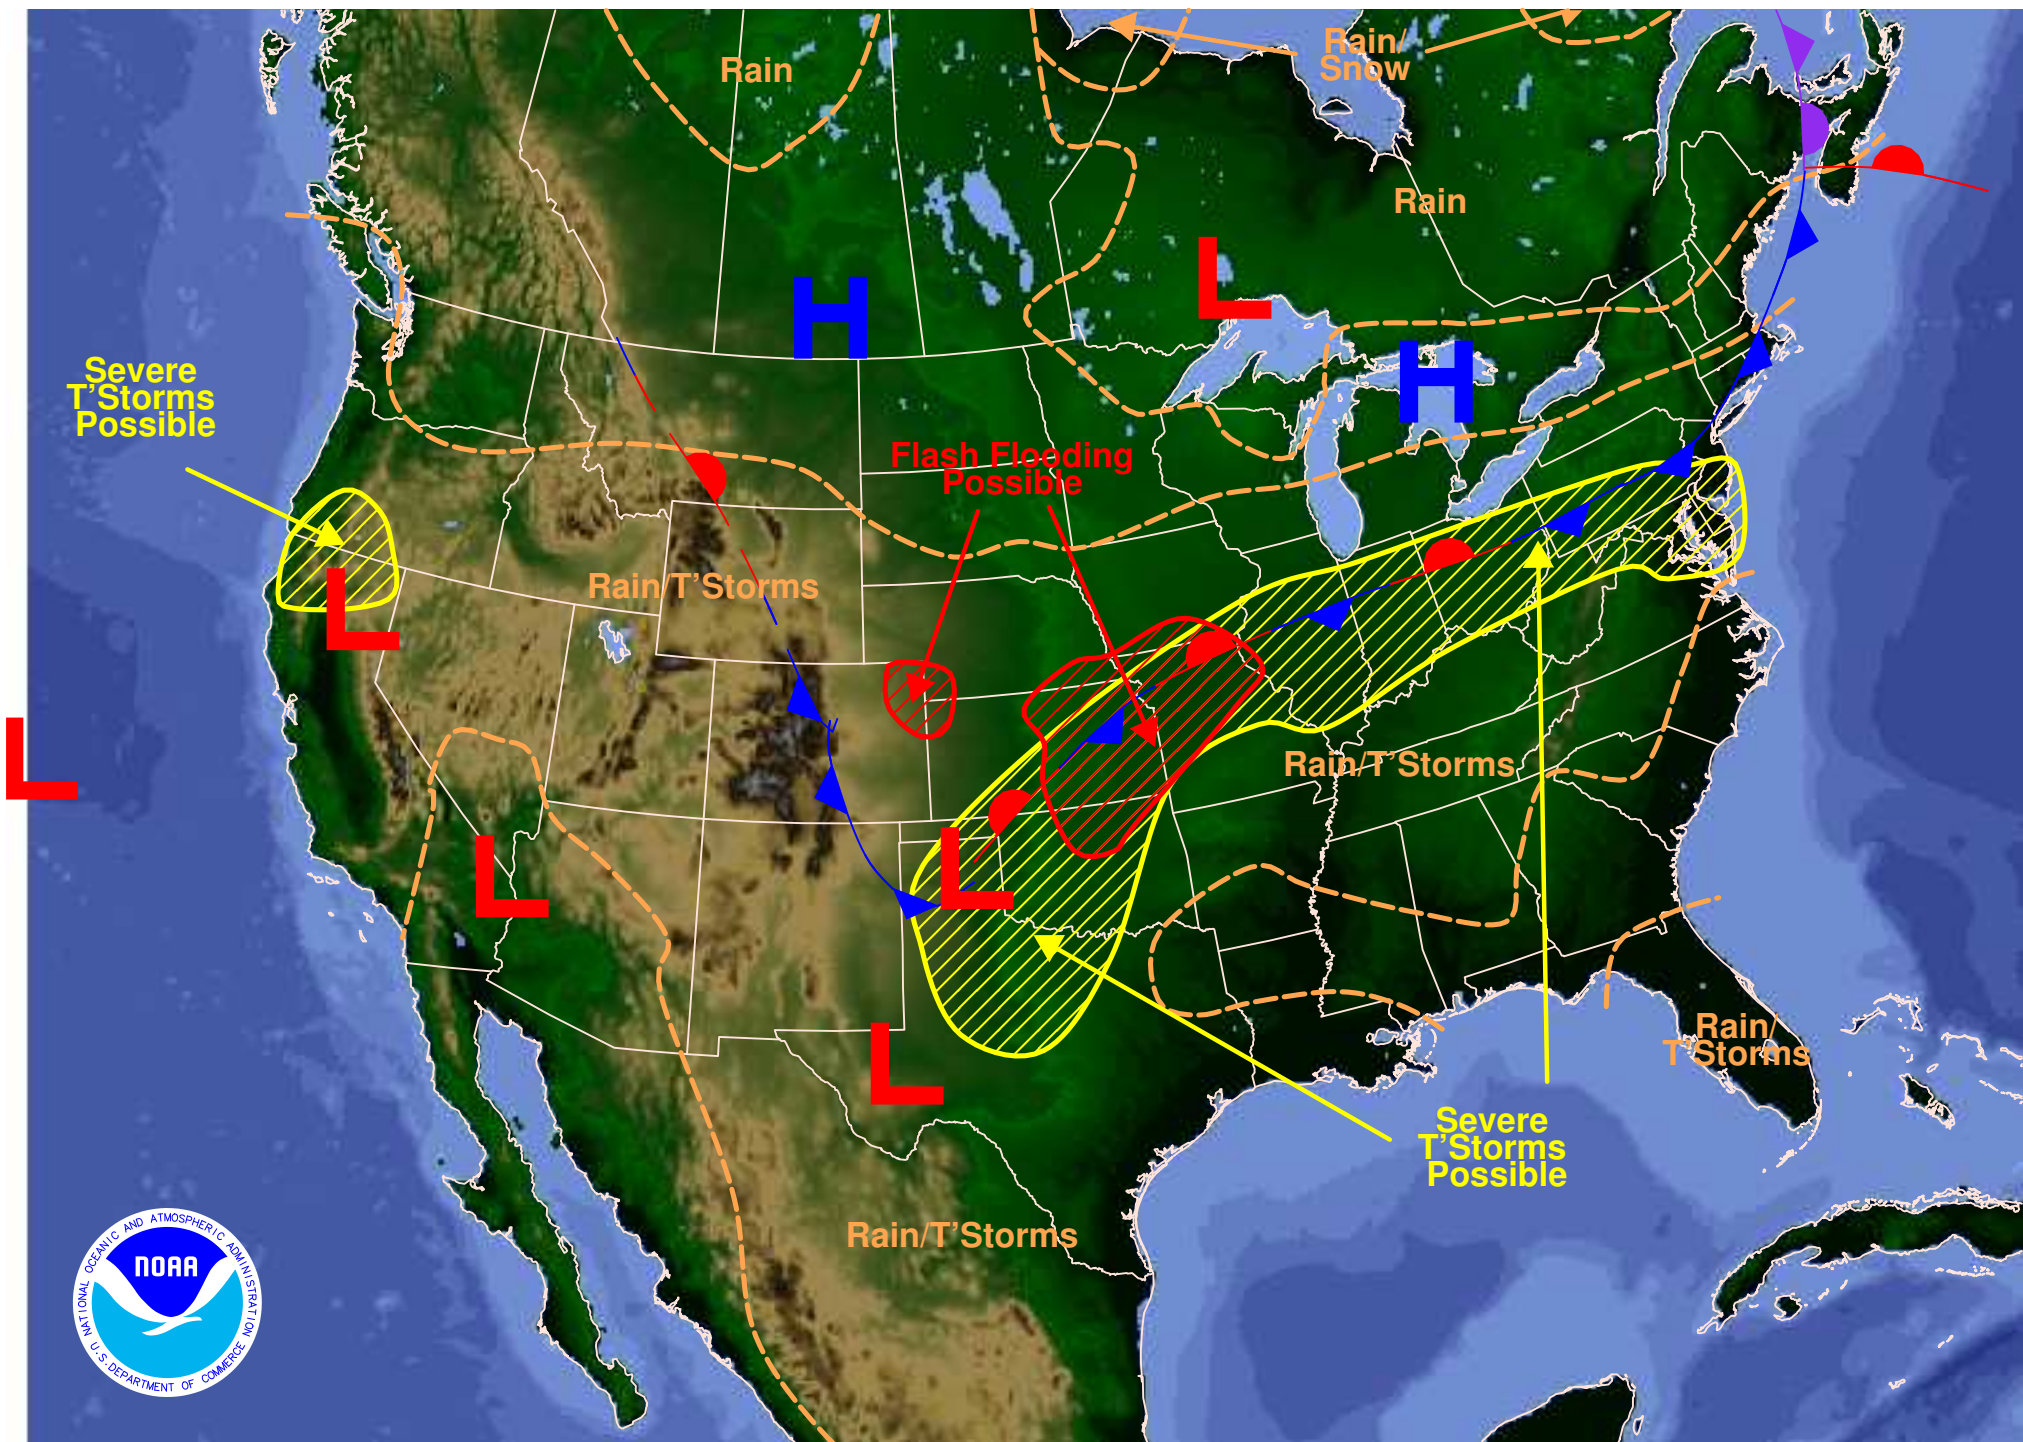 Rain
Rain/
Snow
Rain
H
L
H
Severe
T'Storms
Possible
Flash Flooding
Possible
L
Rain/T'Storms
L
Rain/T'Storms
L
L
L
Rain/
T'Storms
Severe
T'Storms
Possible
Rain/T'Storms
NATIONAL OCEANIC AND ATMOSPHERIC ADMINISTRATION
NOAA
U.S. DEPARTMENT OF COMMERCE